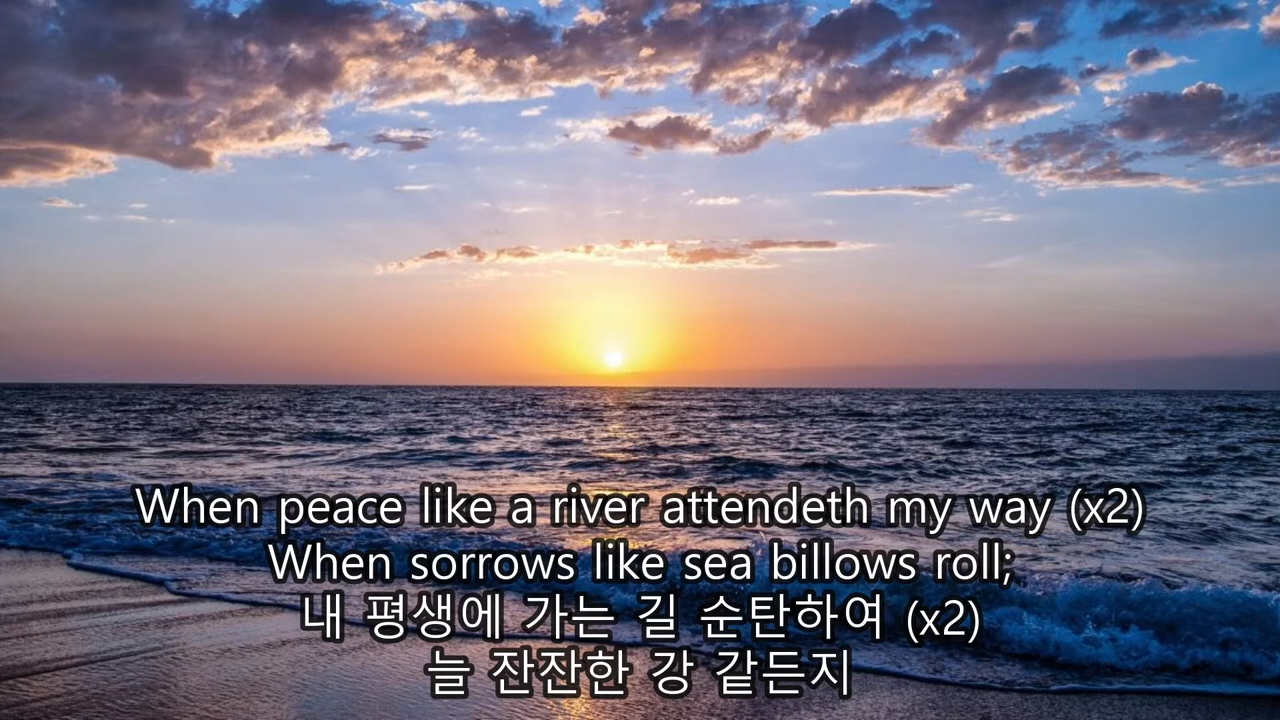 When peace like a river attendeth my way (x2)
When sorrows like sea billows roll;
내 평생에 가는 길 순탄하여 (x2)
늘 잔잔한 강 같든지